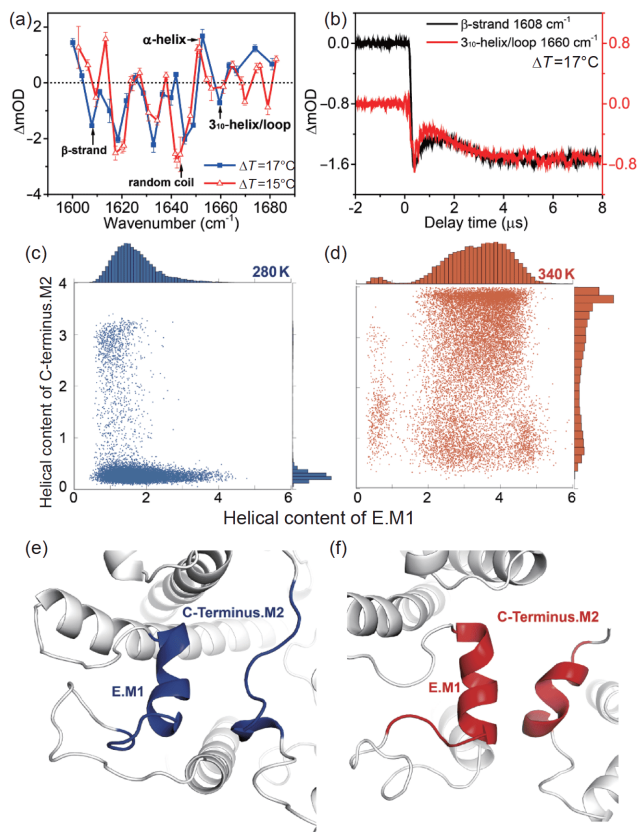 (a)
ΔmOD
2
0
-2
-4
2
α-helix
3₁₀-helix/loop
β-strand
random coil
ΔT=17°C
ΔT=15°C
1600 1620 1640 1660 1680
Wavenumber (cm⁻¹)
(b)
β-strand 1608 cm⁻¹
3₁₀-helix/loop 1660 cm⁻¹
ΔT=17°C
ΔmOD
0.0
-0.8
-1.6
0.8
0.0
-0.8
-2 0 2 4 6 8
Delay time (μs)
(c)
280 K
Helical content of C-terminus.M2
4
3
2
1
0
0 2 4 6
(d)
340 K
0 2 3 4 5 6
Helical content of E.M1
(e)
C-Terminus.M2
E.M1
(f)
C-Terminus.M2
E.M1